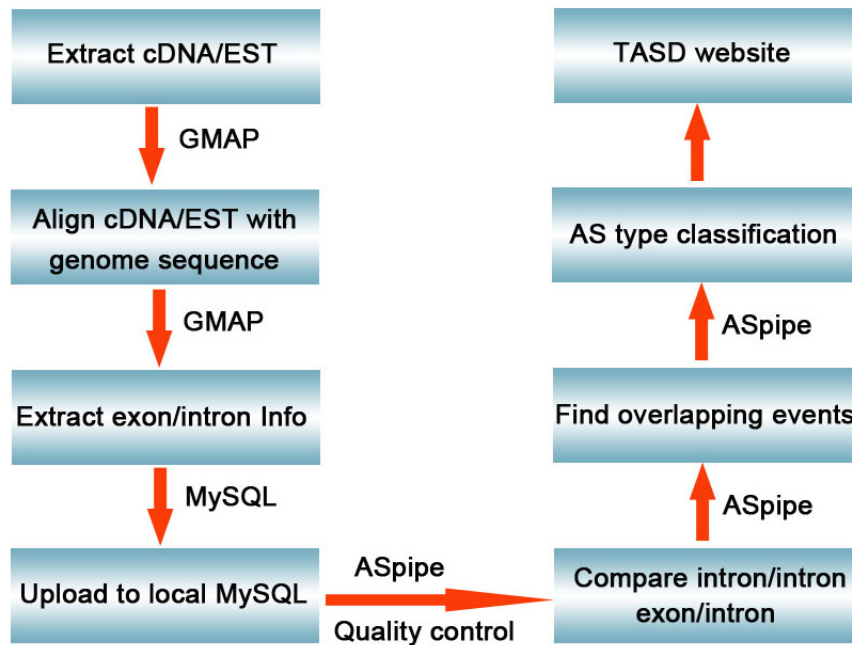 Extract cDNA/EST
GMAP
Align cDNA/EST with
genome sequence
GMAP
Extract exon/intron Info
MySQL
Upload to local MySQL
ASpipe
Quality control
Compare intron/intron
exon/intron
ASpipe
Find overlapping events
ASpipe
AS type classification
TASD website